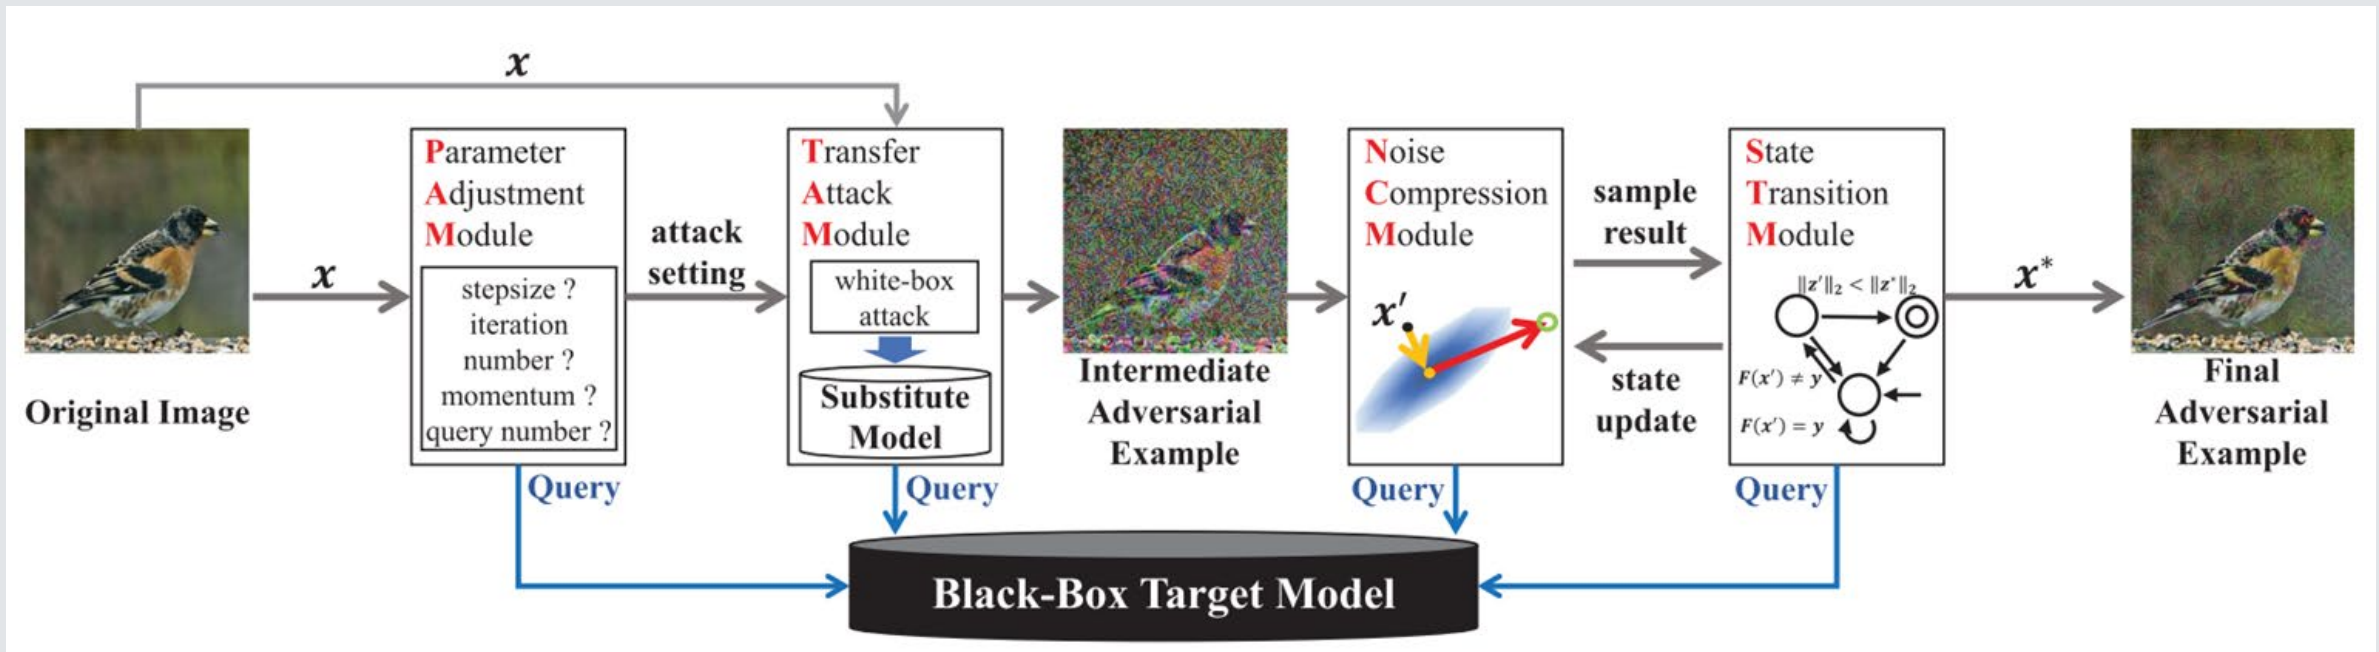 x
Parameter
Adjustment
Module
stepsize ?
iteration
number ?
momentum ?
query number ?
Transfer
Attack
Module
white-box
attack
Substitute
Model
Noise
Compression
Module
x′
State
Transition
Module
‖z′‖₂ < ‖z*‖₂
F(x′) ≠ y
F(x′) = y
x
attack
setting
sample
result
state
update
x*
Original Image
Intermediate
Adversarial
Example
Final
Adversarial
Example
Query
Query
Query
Query
Black-Box Target Model